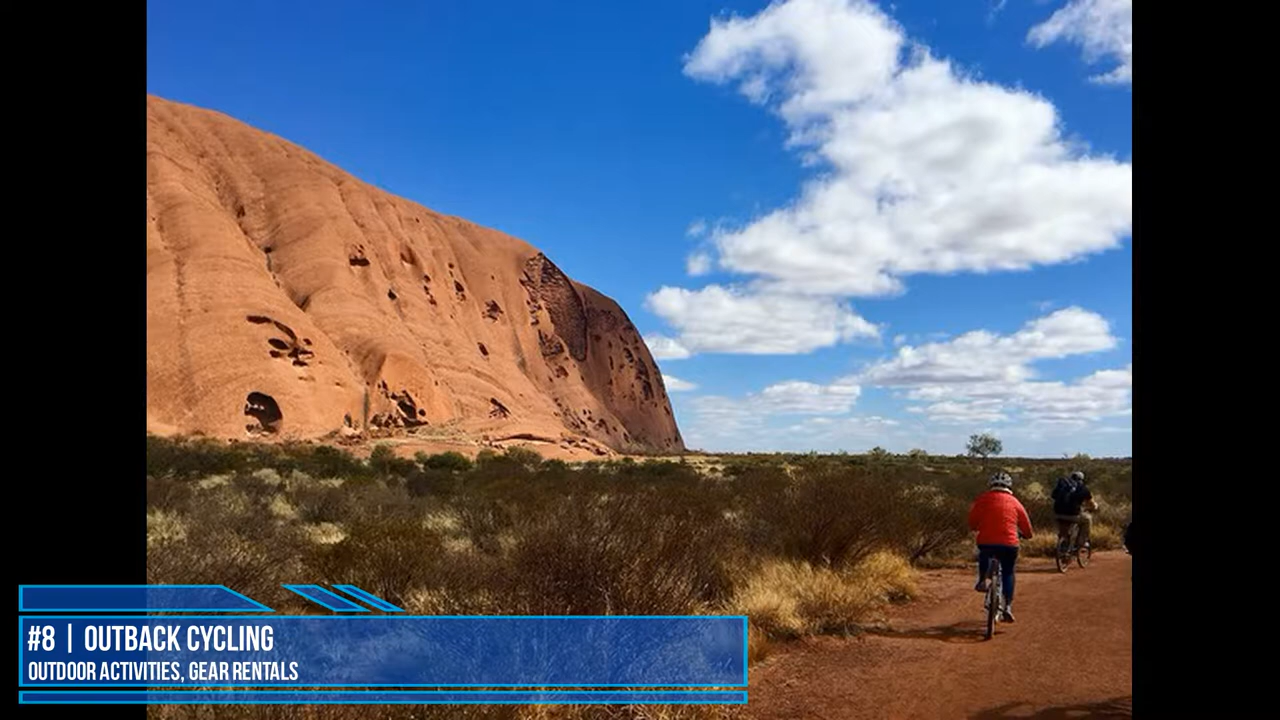 #8 | OUTBACK CYCLING
OUTDOOR ACTIVITIES, GEAR RENTALS